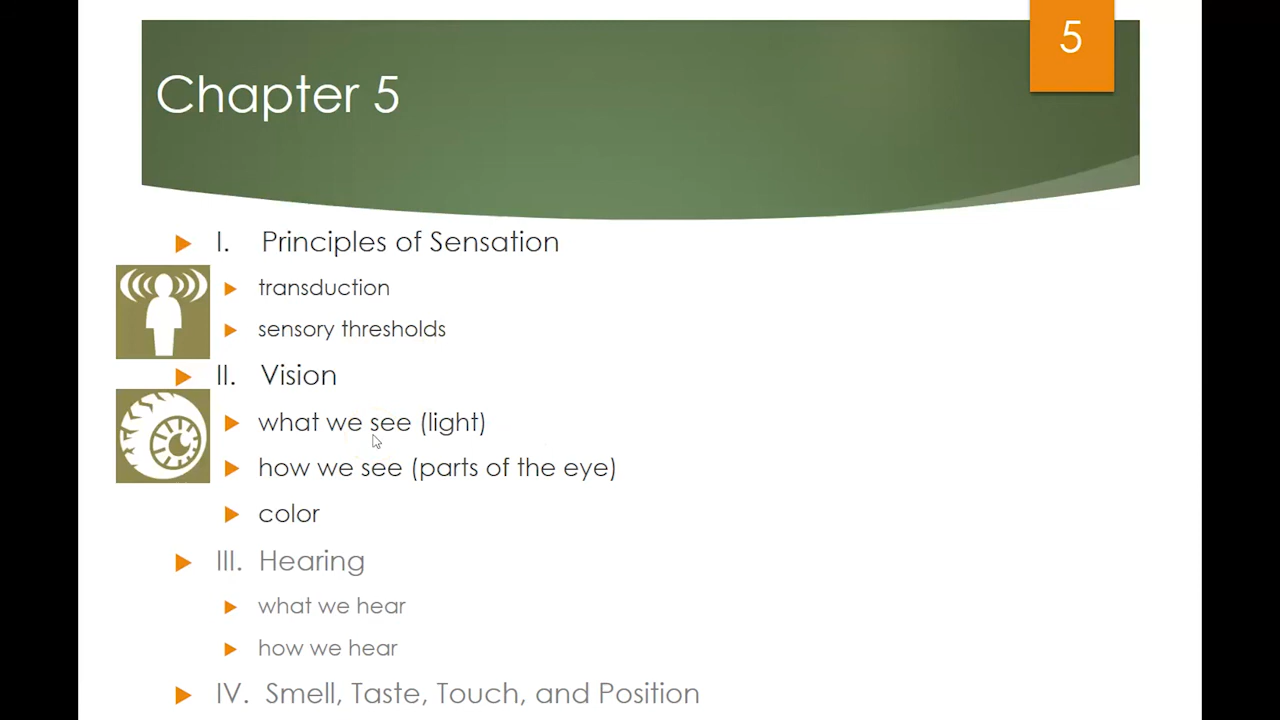 5
Chapter 5
I. Principles of Sensation
transduction
sensory thresholds
II. Vision
what we see (light)
how we see (parts of the eye)
color
III. Hearing
what we hear
how we hear
IV. Smell, Taste, Touch, and Position